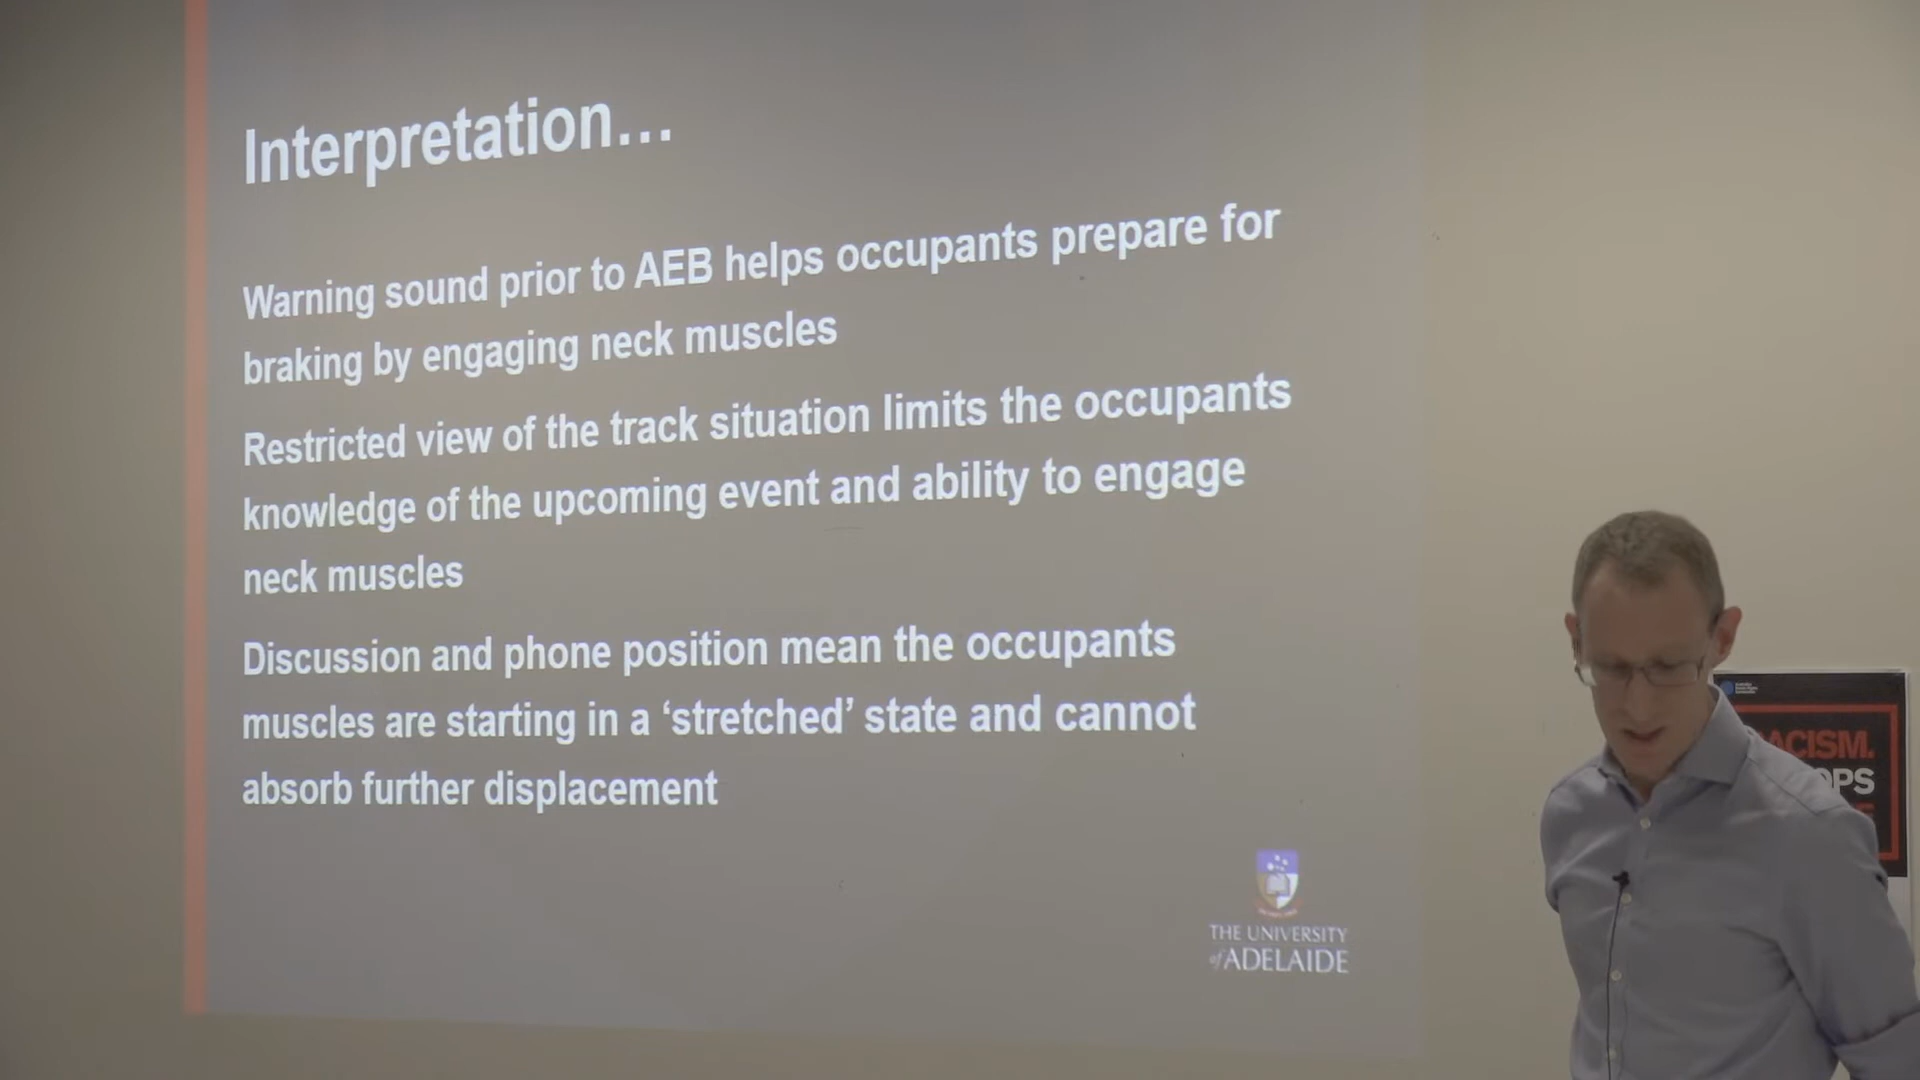 Interpretation…
Warning sound prior to AEB helps occupants prepare for
braking by engaging neck muscles
Restricted view of the track situation limits the occupants
knowledge of the upcoming event and ability to engage
neck muscles
Discussion and phone position mean the occupants
muscles are starting in a ‘stretched’ state and cannot
absorb further displacement
THE UNIVERSITY
of ADELAIDE
ACISM.
OPS